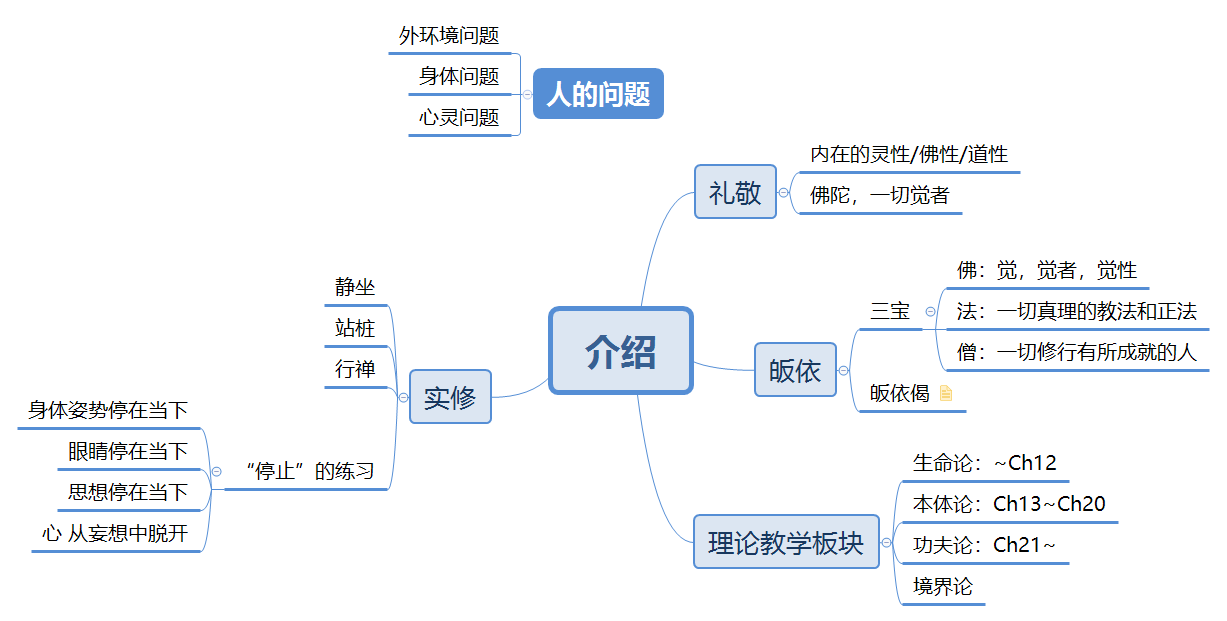 人的问题
外环境问题
身体问题
心灵问题
介绍
礼敬
内在的灵性/佛性/道性
佛陀，一切觉者
皈依
三宝
佛：觉，觉者，觉性
法：一切真理的教法和正法
僧：一切修行有所成就的人
皈依偈
理论教学板块
生命论：~Ch12
本体论：Ch13~Ch20
功夫论：Ch21~
境界论
实修
静坐
站桩
行禅
“停止”的练习
身体姿势停在当下
眼睛停在当下
思想停在当下
心 从妄想中脱开